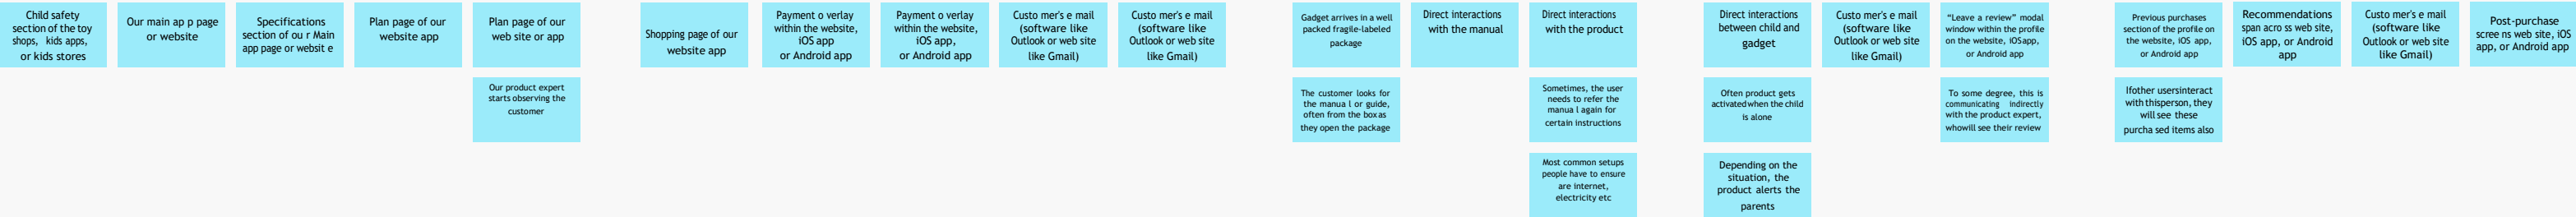 Child safety
section of the toy
shops, kids apps,
or kids stores
Our main ap p page
or website
Specifications
section of ou r Main
app page or websit e
Plan page of our
website app
Plan page of our
web site or app
Shopping page of our
website app
Payment o verlay
within the website,
iOS app
or Android app
Payment o verlay
within the website,
iOS app,
or Android app
Custo mer's e mail
(software like
Outlook or web site
like Gmail)
Custo mer's e mail
(software like
Outlook or web site
like Gmail)
Gadget arrives in a well
packed fragile-labeled
package
Direct interactions
with the manual
Direct interactions
with the product
Direct interactions
between child and
gadget
Custo mer's e mail
(software like
Outlook or web site
like Gmail)
“Leave a review” modal
window within the profile
on the website, iOSapp,
or Android app
Previous purchases
section of the profile on
the website, iOS app,
or Android app
Recommendations
span acro ss web site,
iOS app, or Android
app
Custo mer's e mail
(software like
Outlook or web site
like Gmail)
Post-purchase
scree ns web site, iOS
app, or Android app
Our product expert
starts observing the
customer
The customer looks for
the manua l or guide,
often from the box as
they open the package
Sometimes, the user
needs to refer the
manua l again for
certain instructions
Often product gets
activated when the child
is alone
To some degree, this is
communicating indirectly
with the product expert,
whowill see their review
Ifother usersinteract
with thisperson, they
will see these
purcha sed items also
Most common setups
people have to ensure
are internet,
electricity etc
Depending on the
situation, the
product alerts the
parents